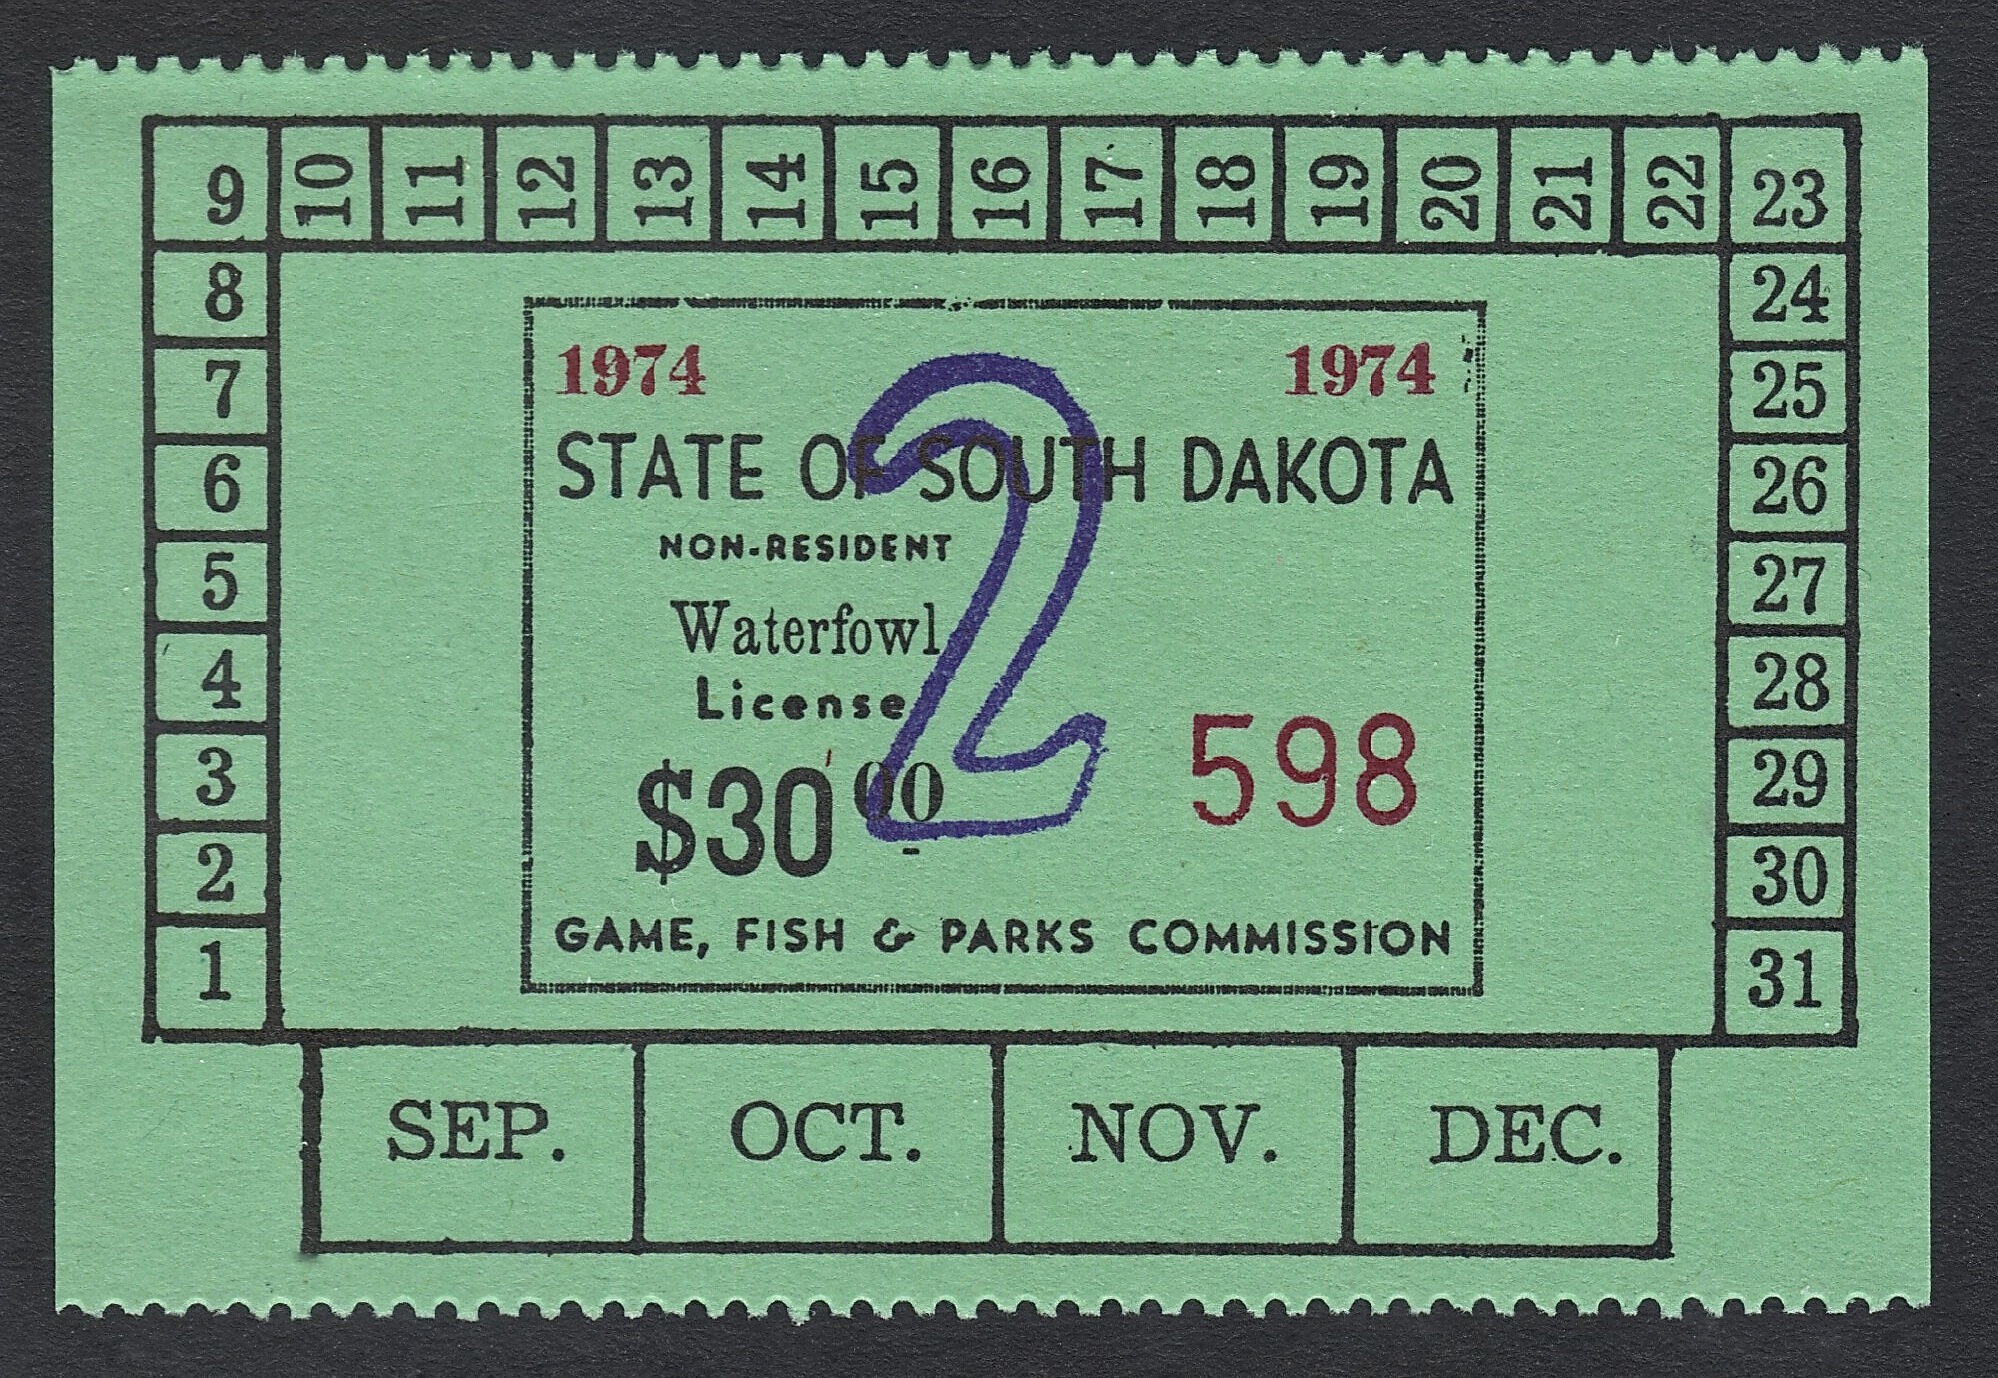 9 10 11 12 13 14 15 16 17 18 19 20 21 22 23
8 24
7 25
6 26
5 27
4 28
3 29
2 30
1 31
1974 1974
STATE OF SOUTH DAKOTA
NON-RESIDENT
Waterfowl
License
$30 00
598
2
GAME, FISH & PARKS COMMISSION
SEP. OCT. NOV. DEC.